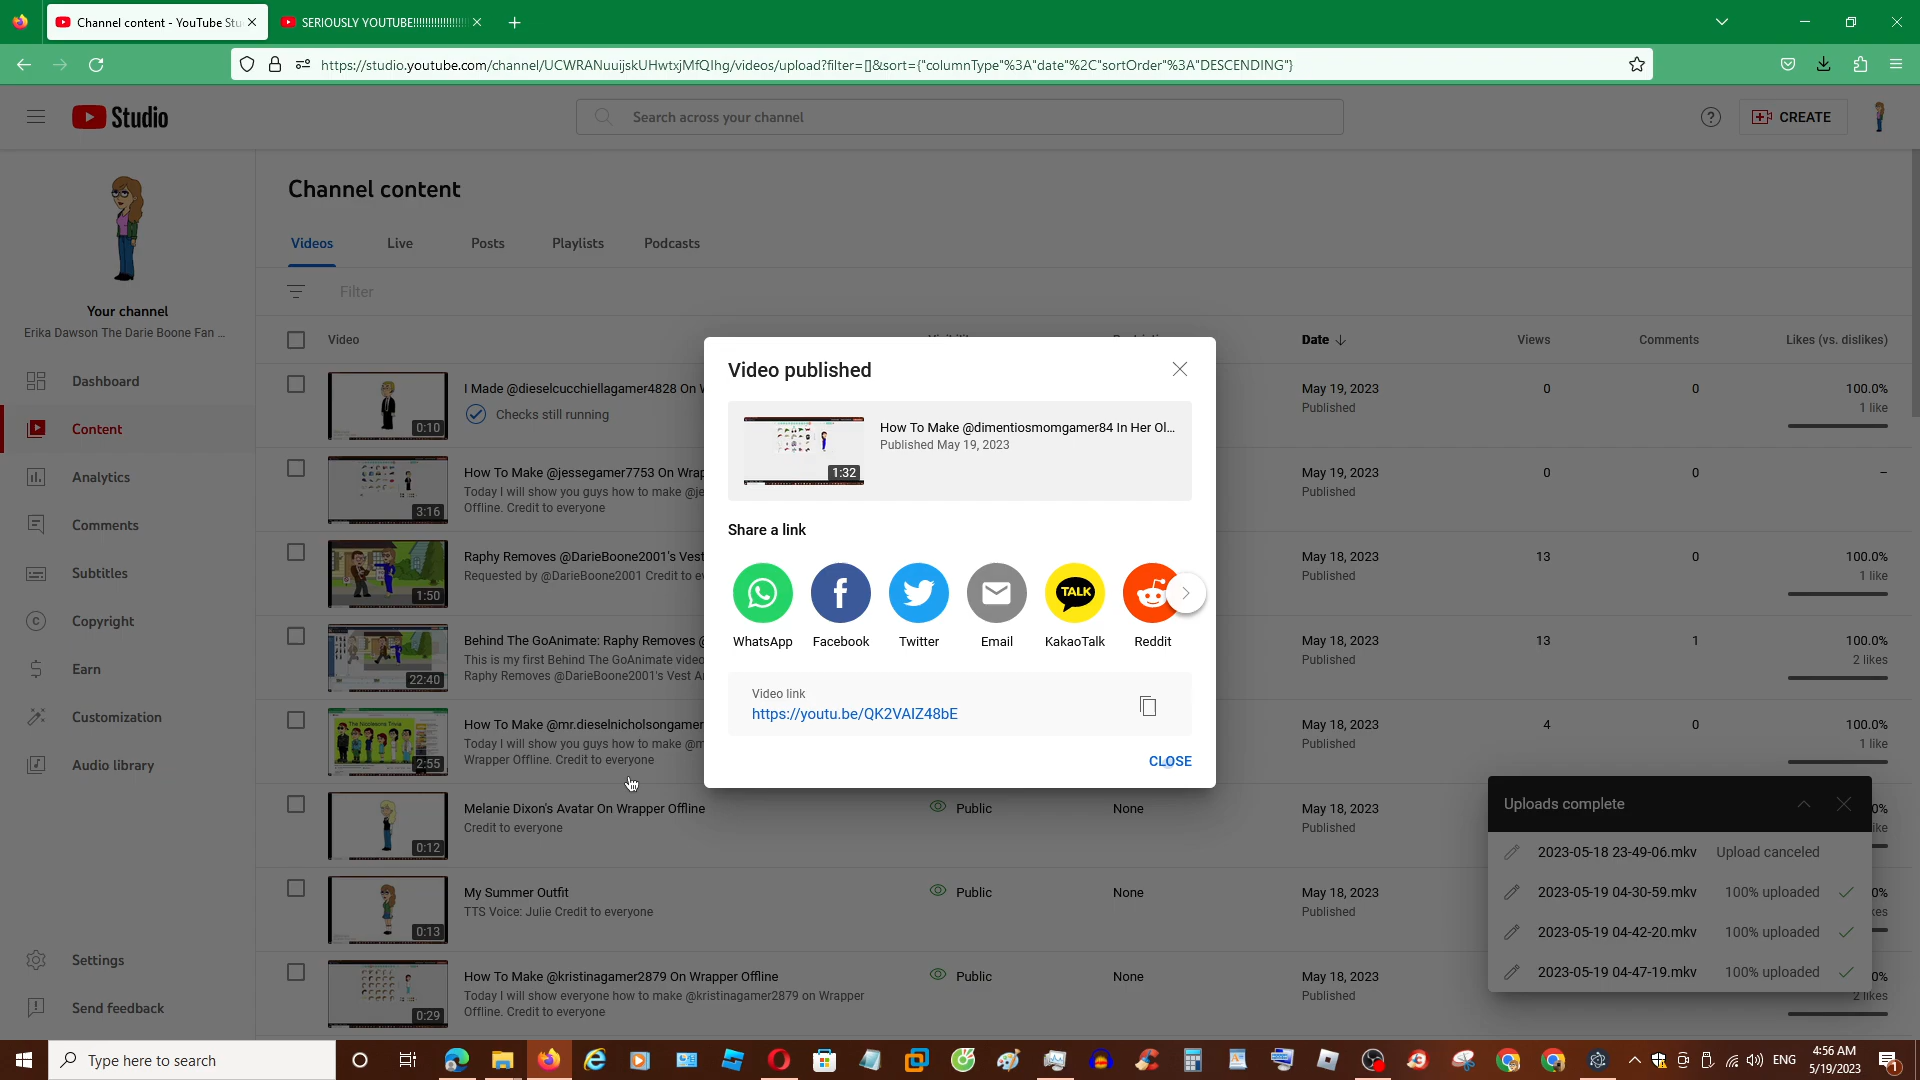 Channel content - YouTube Stu
SERIOUSLY YOUTUBE!!!!!!!!!!!!!!!!!!
https://studio.youtube.com/channel/UCWRANuuijskUHwtxjMfQIhg/videos/upload?filter=[]&sort={"columnType"%3A"date"%2C"sortOrder"%3A"DESCENDING"}
Studio
Search across your channel
CREATE
Your channel
Erika Dawson The Darie Boone Fan ...
Dashboard
Content
Analytics
Comments
Subtitles
Copyright
Earn
Customization
Audio library
Settings
Send feedback
Channel content
Videos Live Posts Playlists Podcasts
Filter
Video Date Views Comments Likes (vs. dislikes)
I Made @dieselcucchiellagamer4828 On
Checks still running
0:10
May 19, 2023 0 0 100.0%
Published 1 like
How To Make @jessegamer7753 On Wrap
Today I will show you guys how to make @je
Offline. Credit to everyone
3:16
May 19, 2023 0 0 –
Published
Raphy Removes @DarieBoone2001's Vest
Requested by @DarieBoone2001 Credit to ev
1:50
May 18, 2023 13 0 100.0%
Published 1 like
Behind The GoAnimate: Raphy Removes
This is my first Behind The GoAnimate video
Raphy Removes @DarieBoone2001's Vest A
22:40
May 18, 2023 13 1 100.0%
Published 2 likes
How To Make @mr.dieselnicholsongamer
Today I will show you guys how to make @m
Wrapper Offline. Credit to everyone
2:55
May 18, 2023 4 0 100.0%
Published 1 like
Melanie Dixon's Avatar On Wrapper Offline
Credit to everyone
0:12
Public None May 18, 2023
Published
My Summer Outfit
TTS Voice: Julie Credit to everyone
0:13
Public None May 18, 2023
Published
How To Make @kristinagamer2879 On Wrapper Offline
Today I will show everyone how to make @kristinagamer2879 on Wrapper
Offline. Credit to everyone
0:29
Public None May 18, 2023
Published 2 likes
Video published
How To Make @dimentiosmomgamer84 In Her Ol...
Published May 19, 2023
1:32
Share a link
TALK
WhatsApp Facebook Twitter Email KakaoTalk Reddit
Video link
https://youtu.be/QK2VAIZ48bE
CLOSE
Uploads complete
2023-05-18 23-49-06.mkv Upload canceled
2023-05-19 04-30-59.mkv 100% uploaded
2023-05-19 04-42-20.mkv 100% uploaded
2023-05-19 04-47-19.mkv 100% uploaded
Type here to search
ENG
4:56 AM
5/19/2023
1